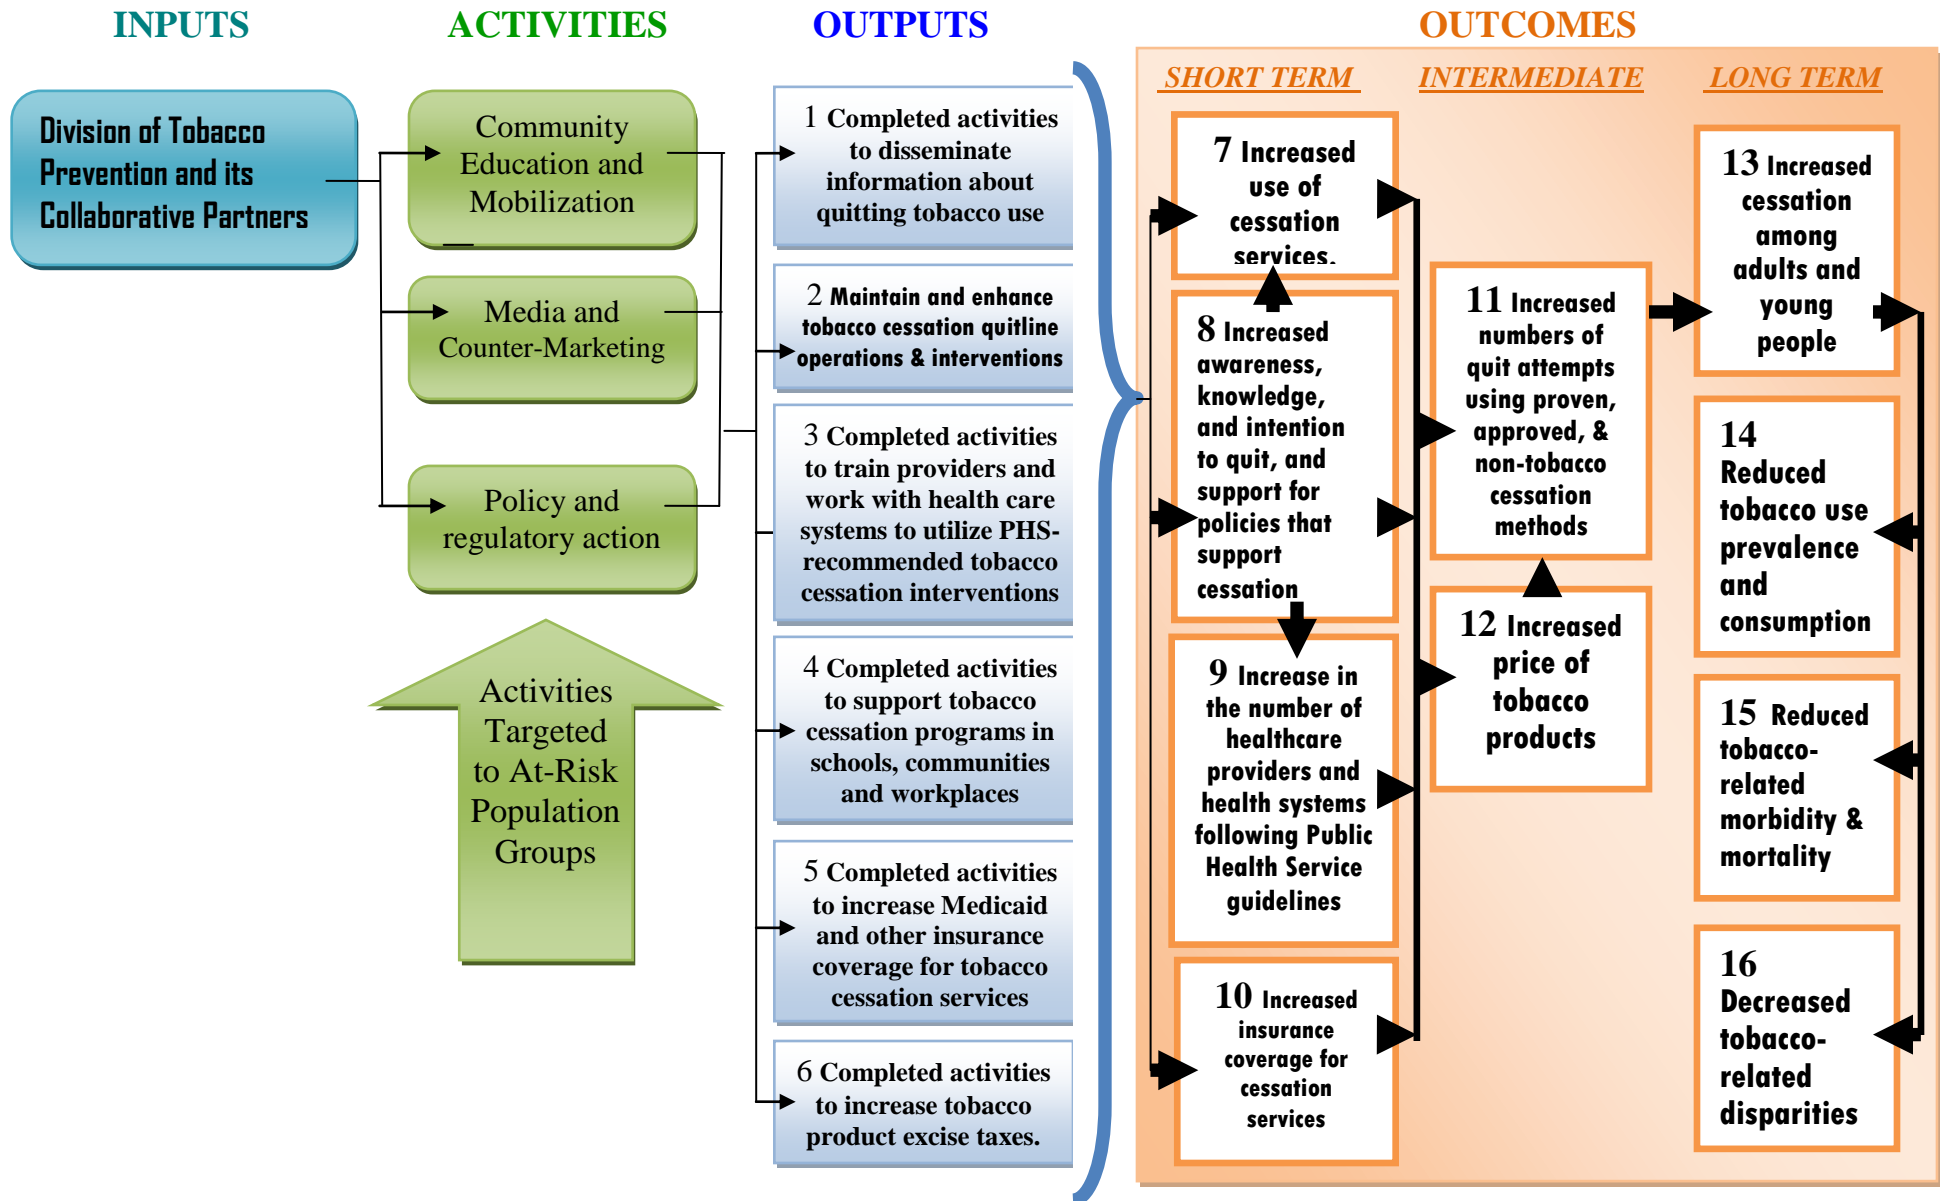 INPUTS
ACTIVITIES
OUTPUTS
OUTCOMES
Division of Tobacco
Prevention and its
Collaborative Partners
Community
Education and
Mobilization
Media and
Counter-Marketing
Policy and
regulatory action
Activities
Targeted
to At-Risk
Population
Groups
1 Completed activities
to disseminate
information about
quitting tobacco use
2 Maintain and enhance
tobacco cessation quitline
operations & interventions
3 Completed activities
to train providers and
work with health care
systems to utilize PHS-
recommended tobacco
cessation interventions
4 Completed activities
to support tobacco
cessation programs in
schools, communities
and workplaces
5 Completed activities
to increase Medicaid
and other insurance
coverage for tobacco
cessation services
6 Completed activities
to increase tobacco
product excise taxes.
SHORT TERM
7 Increased
use of
cessation
services.
8 Increased
awareness,
knowledge,
and intention
to quit, and
support for
policies that
support
cessation
9 Increase in
the number of
healthcare
providers and
health systems
following Public
Health Service
guidelines
10 Increased
insurance
coverage for
cessation
services
INTERMEDIATE
11 Increased
numbers of
quit attempts
using proven,
approved, &
non-tobacco
cessation
methods
12 Increased
price of
tobacco
products
LONG TERM
13 Increased
cessation
among
adults and
young
people
14
Reduced
tobacco use
prevalence
and
consumption
15 Reduced
tobacco-
related
morbidity &
mortality
16
Decreased
tobacco-
related
disparities